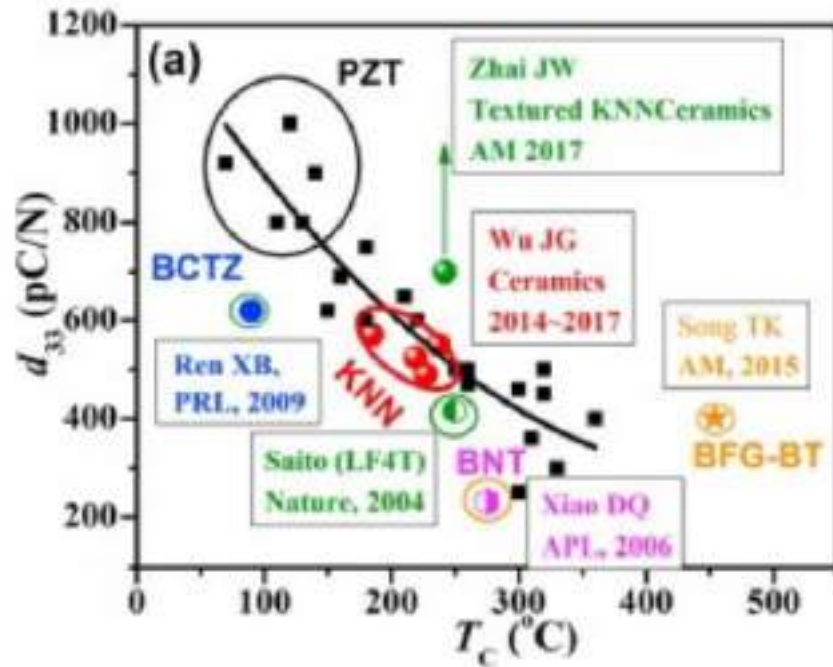 1200
(a)
PZT
Zhai JW
Textured KNNCeramics
AM 2017
1000
800
d33 (pC/N)
BCTZ
Wu JG
Ceramics
2014~2017
600
Ren XB,
PRL, 2009
KNN
Song TK
AM, 2015
400
BFG-BT
Saito (LF4T)
Nature, 2004
BNT
Xiao DQ
APL, 2006
200
0
100
200
300
400
500
TC (°C)